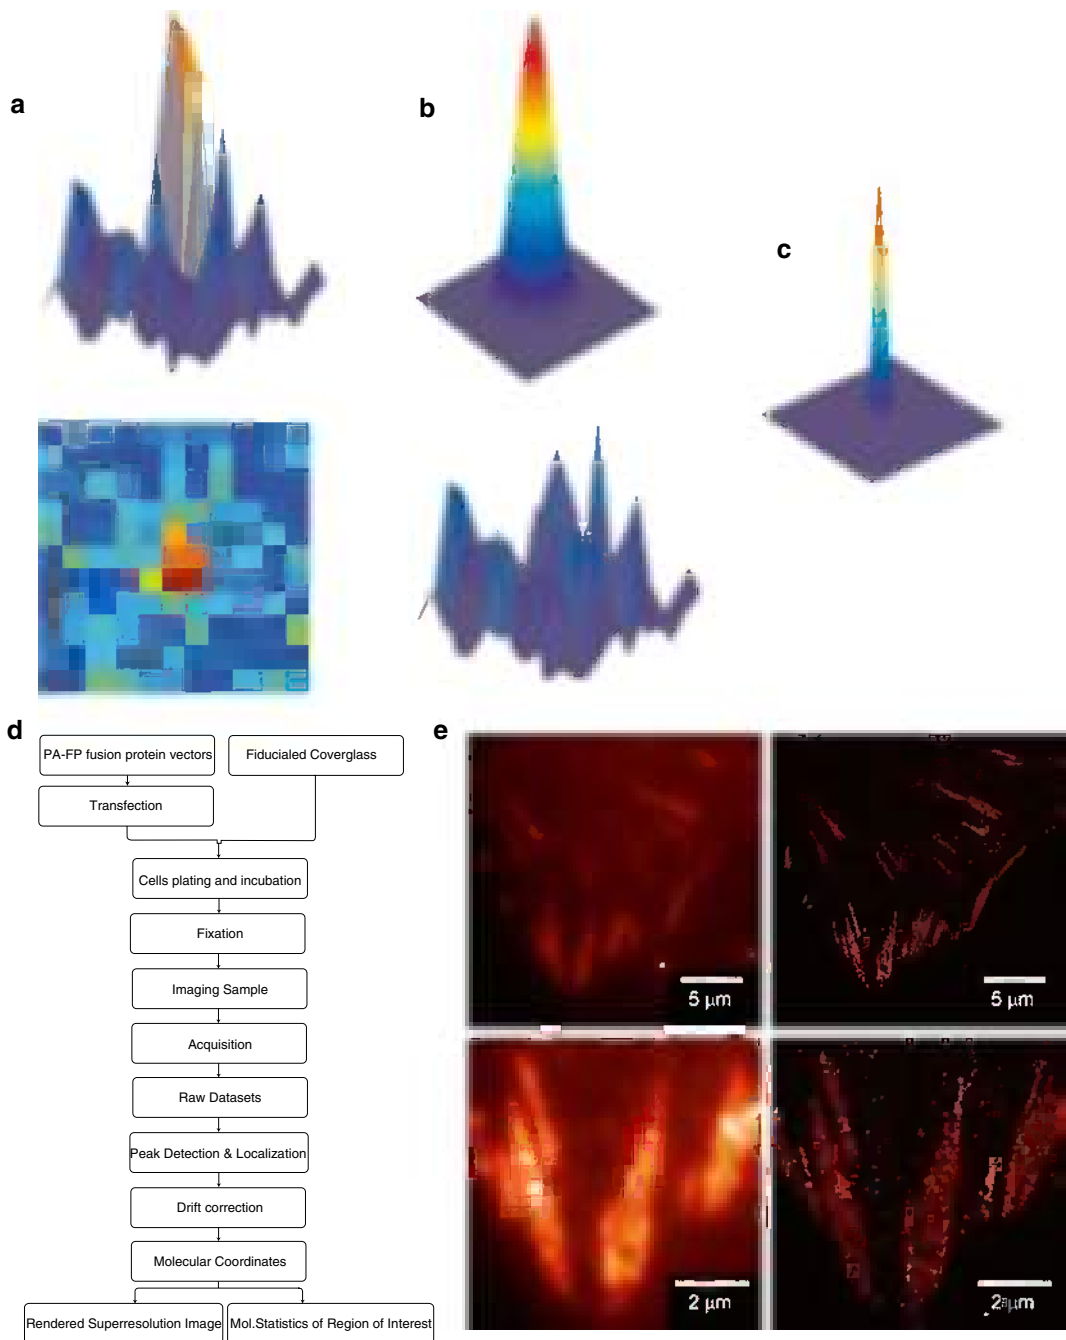 a
b
c
d
PA-FP fusion protein vectors
Fiducialed Coverglass
Transfection
Cells plating and incubation
Fixation
Imaging Sample
Acquisition
Raw Datasets
Peak Detection & Localization
Drift correction
Molecular Coordinates
Rendered Superresolution Image
Mol.Statistics of Region of Interest
e
5 μm
5 μm
2 μm
2 μm